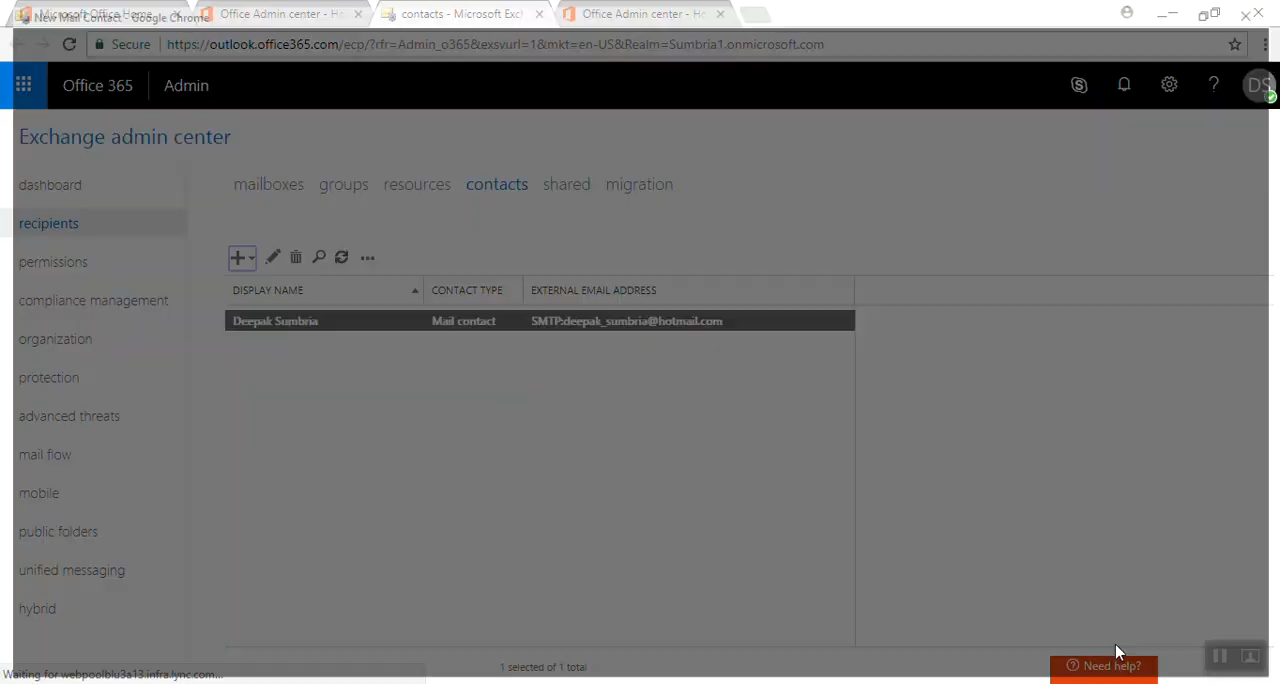 New Mail Contact - Google Chrome
Microsoft Office Home
Office Admin center - Ho
contacts - Microsoft Exc
Office Admin center - Ho
Secure
https://outlook.office365.com/ecp/?rfr=Admin_o365&exsvurl=1&mkt=en-US&Realm=Sumbria1.onmicrosoft.com
Office 365
Admin
?
DS
Exchange admin center
dashboard
recipients
permissions
compliance management
organization
protection
advanced threats
mail flow
mobile
public folders
unified messaging
hybrid
mailboxes groups resources contacts shared migration
DISPLAY NAME CONTACT TYPE EXTERNAL EMAIL ADDRESS
Deepak Sumbria Mail contact SMTP:deepak_sumbria@hotmail.com
1 selected of 1 total
Need help?
Waiting for webpoolblu3a13.infra.lync.com...